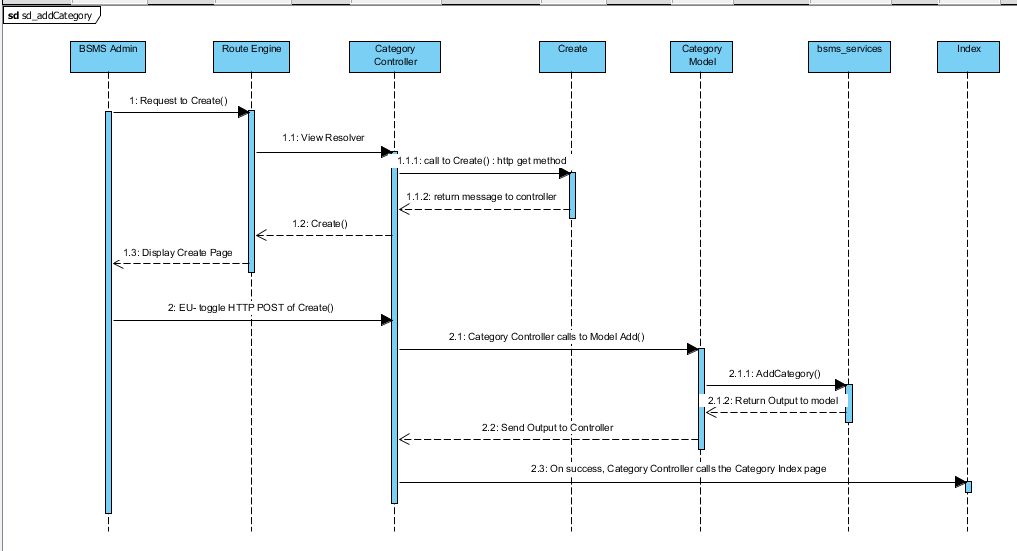 sd sd_addCategory
BSMS Admin
Route Engine
Category
Controller
Create
Category
Model
bsms_services
Index
1: Request to Create()
1.1: View Resolver
1.1.1: call to Create() : http get method
1.1.2: return message to controller
1.2: Create()
1.3: Display Create Page
2: EU- toggle HTTP POST of Create()
2.1: Category Controller calls to Model Add()
2.1.1: AddCategory()
2.1.2: Return Output to model
2.2: Send Output to Controller
2.3: On success, Category Controller calls the Category Index page